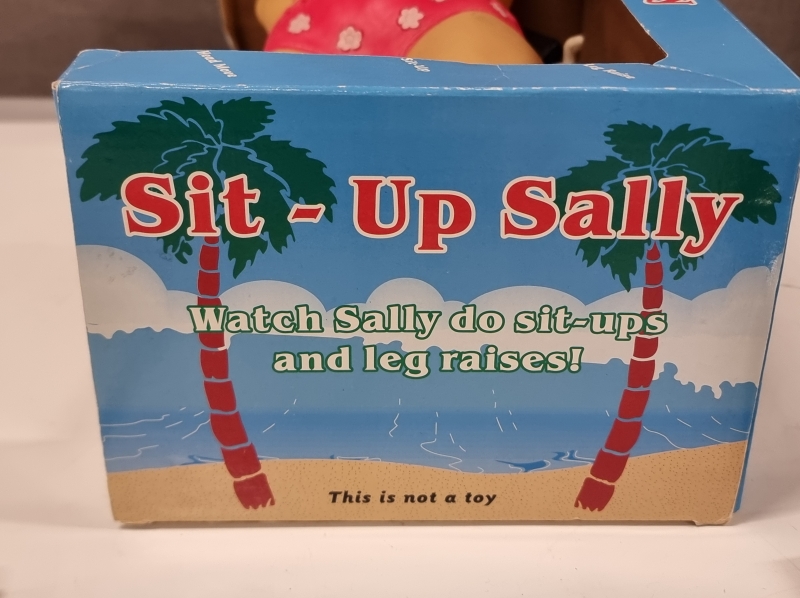 Sit - Up Sally
Watch Sally do sit-ups
and leg raises!
This is not a toy